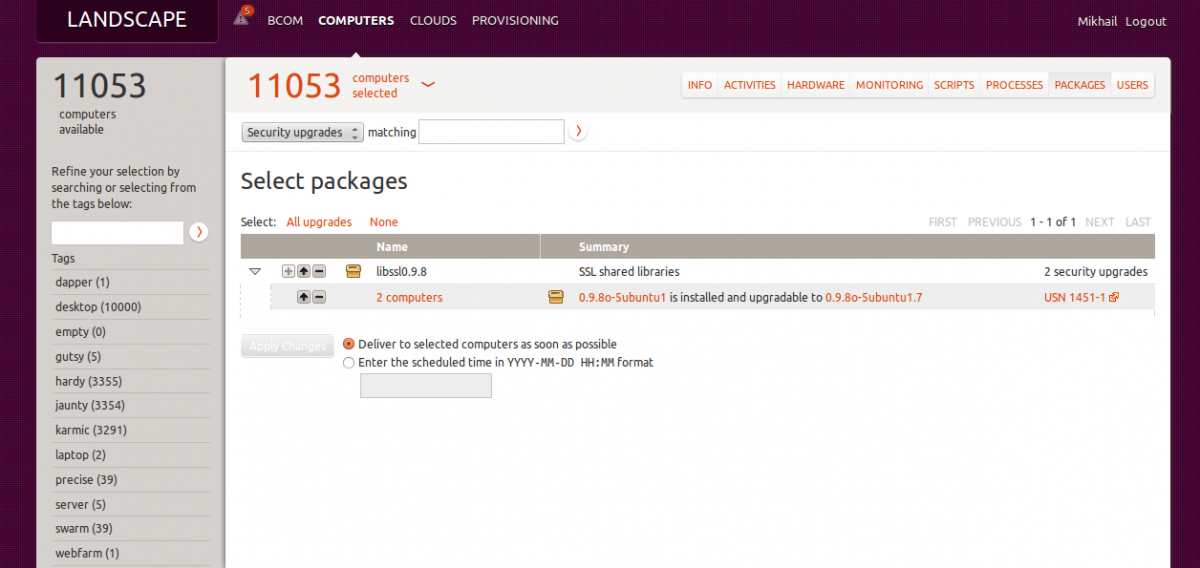 LANDSCAPE
5
BCOM COMPUTERS CLOUDS PROVISIONING
Mikhail Logout
11053
computers
available
Refine your selection by
searching or selecting from
the tags below:
Tags
dapper (1)
desktop (10000)
empty (0)
gutsy (5)
hardy (3355)
jaunty (3354)
karmic (3291)
laptop (2)
precise (39)
server (5)
swarm (39)
webfarm (1)
11053 computers
selected
INFO ACTIVITIES HARDWARE MONITORING SCRIPTS PROCESSES PACKAGES USERS
Security upgrades matching
Select packages
Select: All upgrades None
FIRST PREVIOUS 1 - 1 of 1 NEXT LAST
Name Summary
libssl0.9.8 SSL shared libraries 2 security upgrades
2 computers 0.9.8o-5ubuntu1 is installed and upgradable to 0.9.8o-5ubuntu1.7 USN 1451-1
Apply Changes
Deliver to selected computers as soon as possible
Enter the scheduled time in YYYY-MM-DD HH:MM format